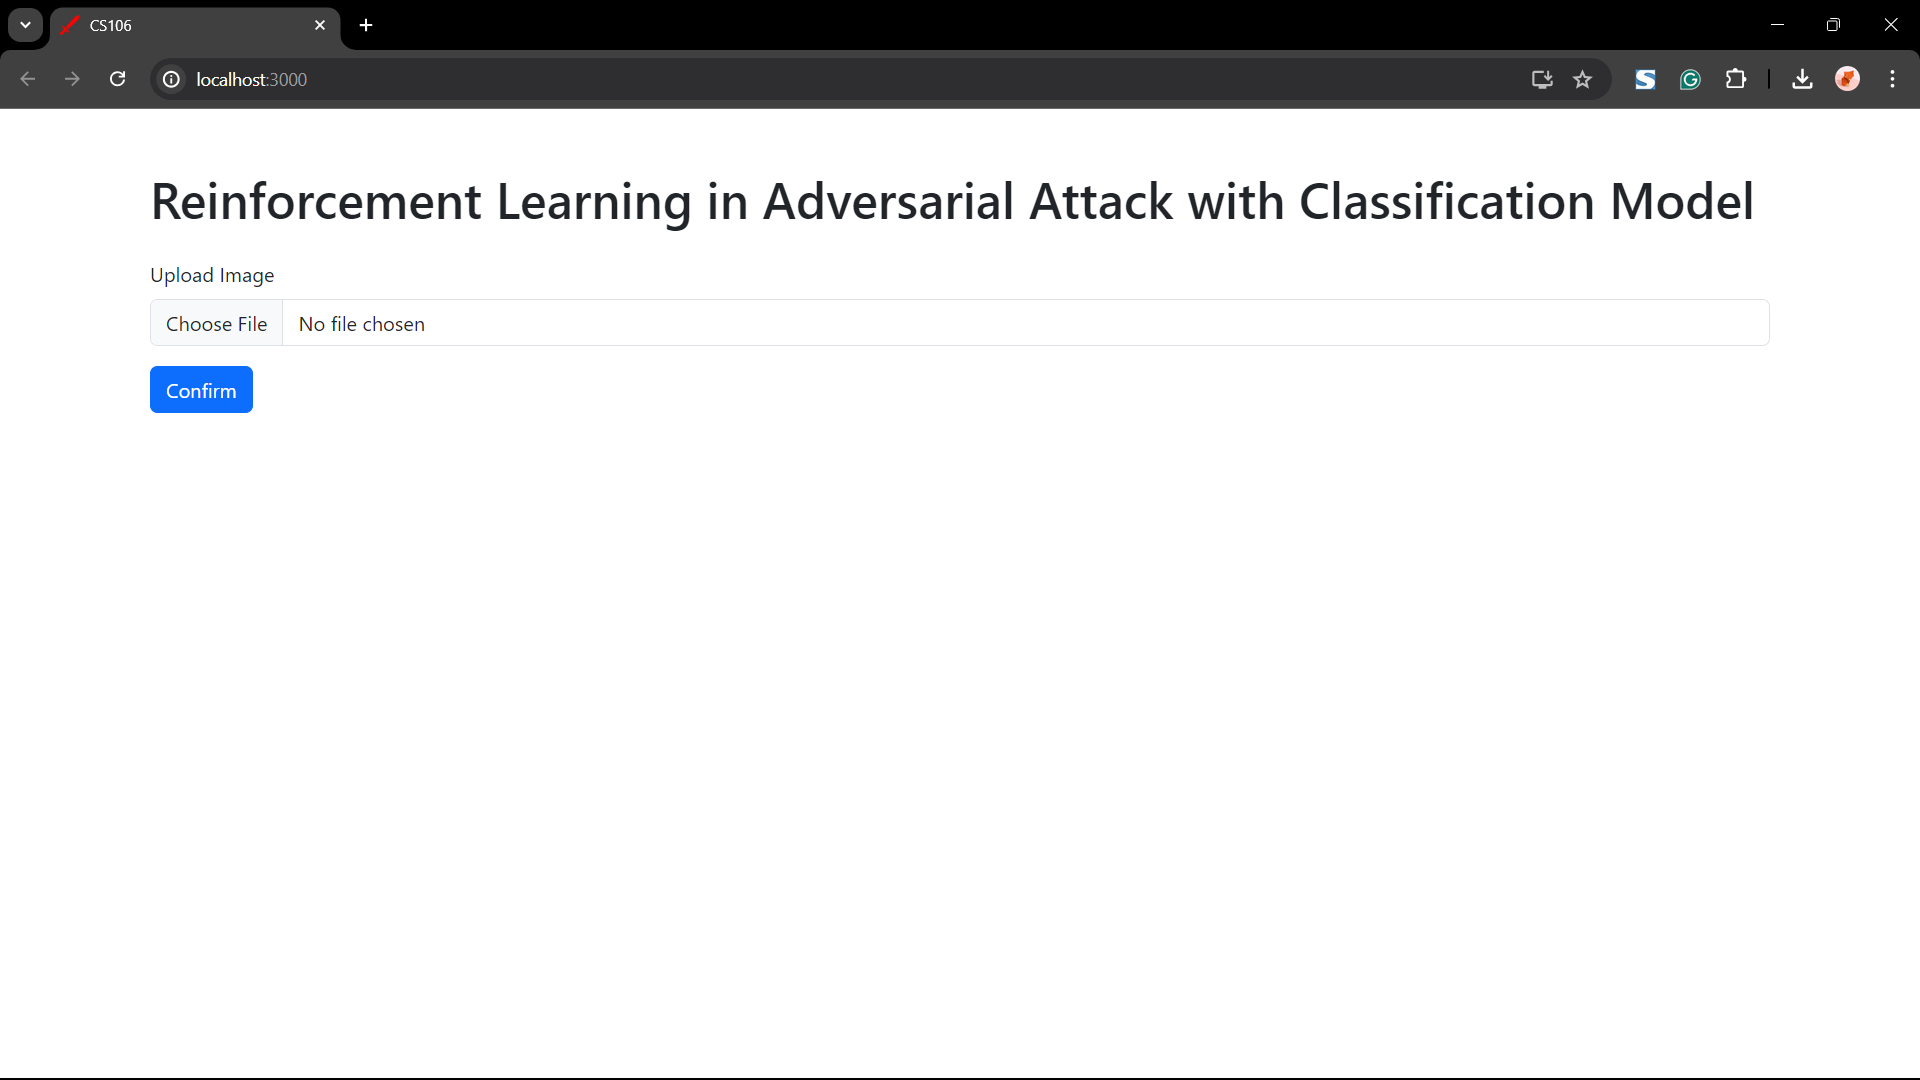 CS106
localhost:3000
Reinforcement Learning in Adversarial Attack with Classification Model
Upload Image
Choose File No file chosen
Confirm